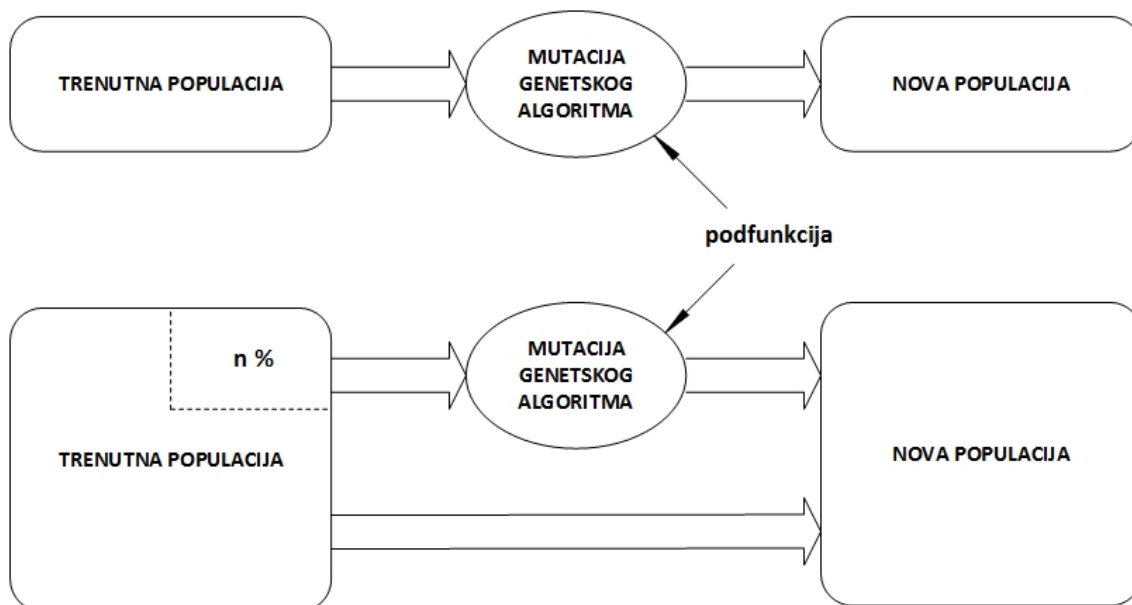 TRENUTNA POPULACIJA
MUTACIJA
GENETSKOG
ALGORITMA
NOVA POPULACIJA
podfunkcija
n %
TRENUTNA POPULACIJA
MUTACIJA
GENETSKOG
ALGORITMA
NOVA POPULACIJA